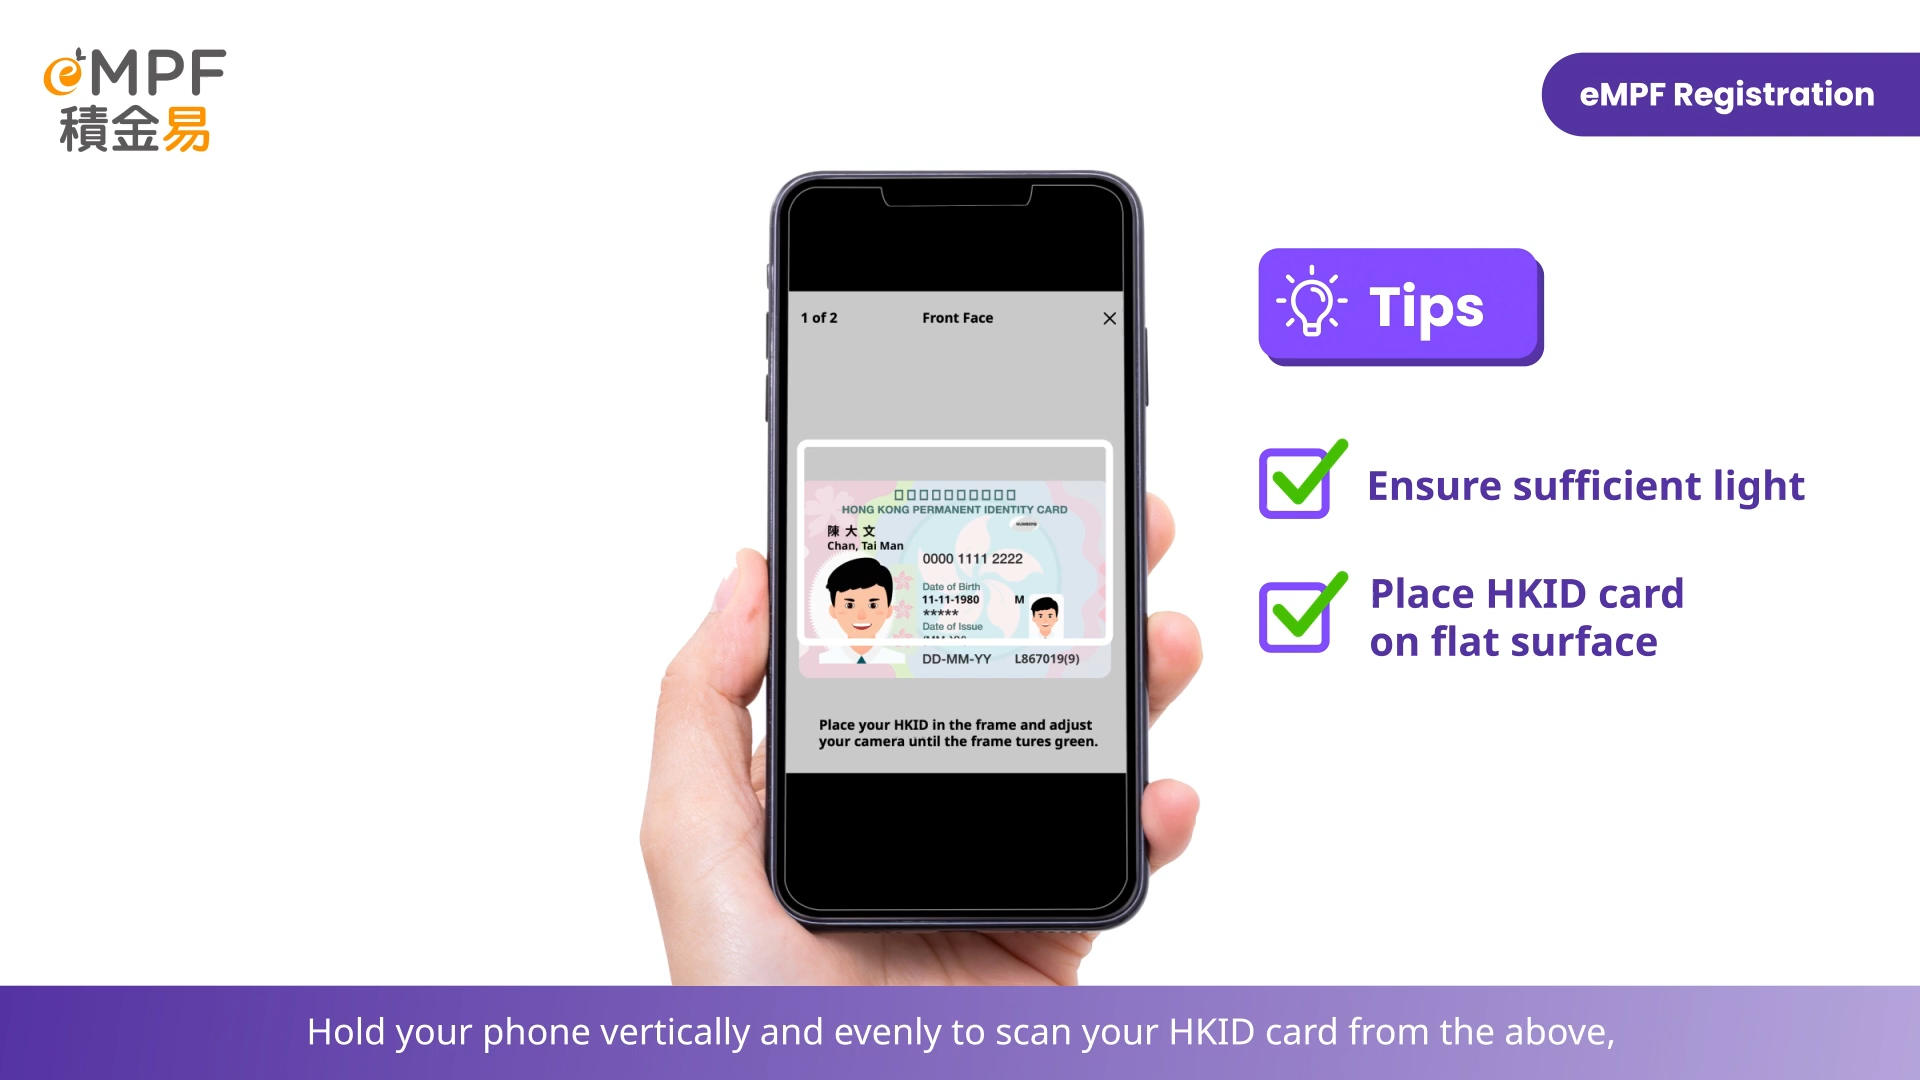 eMPF
積金易
eMPF Registration
Tips
Ensure sufficient light
Place HKID card
on flat surface
1 of 2 Front Face
HONG KONG PERMANENT IDENTITY CARD
陳大文
Chan, Tai Man
0000 1111 2222
Date of Birth
11-11-1980 M
*****
Date of Issue
DD-MM-YY L867019(9)
Place your HKID in the frame and adjust
your camera until the frame tures green.
Hold your phone vertically and evenly to scan your HKID card from the above,